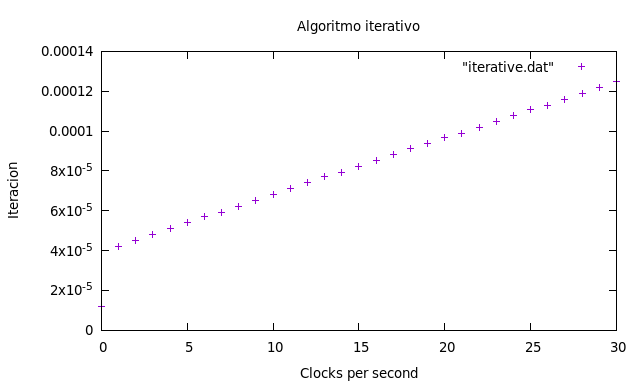 Algoritmo iterativo
0.00014
"iterative.dat"
0.00012
0.0001
8x10⁻⁵
6x10⁻⁵
4x10⁻⁵
2x10⁻⁵
0
Iteracion
0 5 10 15 20 25 30
Clocks per second